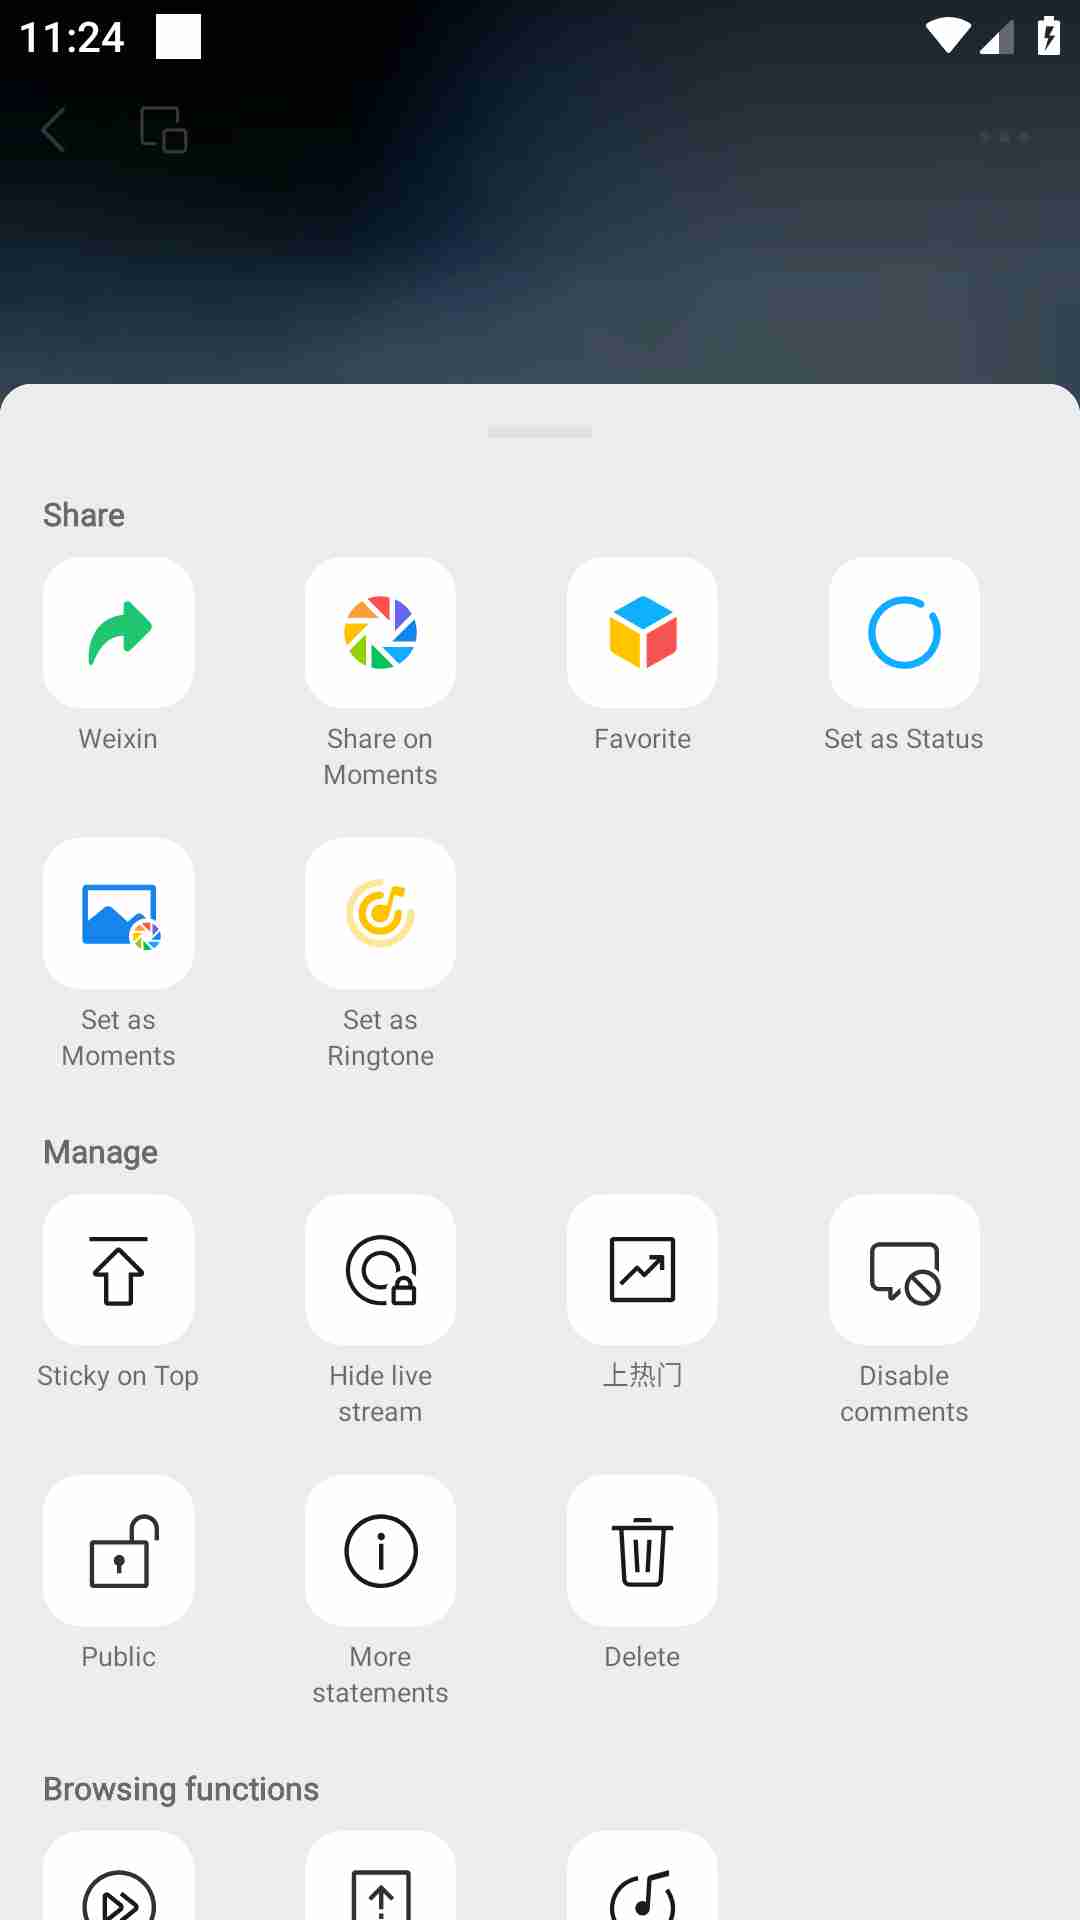 11:24
Share
Weixin
Share on
Moments
Favorite
Set as Status
Set as
Moments
Set as
Ringtone
Manage
Sticky on Top
Hide live
stream
上热门
Disable
comments
Public
More
statements
Delete
Browsing functions